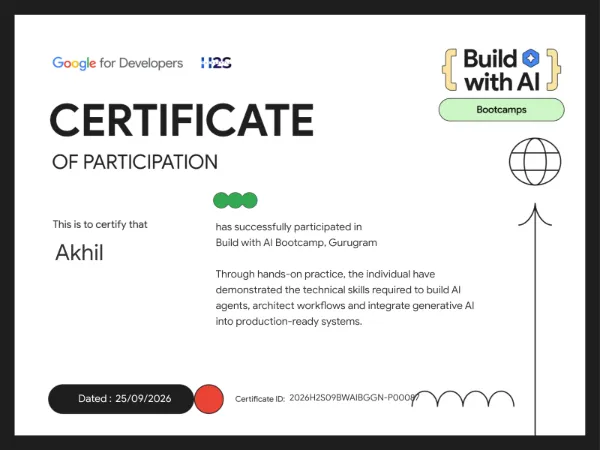 Google for Developers H2S
Build with AI
Bootcamps
CERTIFICATE
OF PARTICIPATION
This is to certify that
Akhil
has successfully participated in
Build with AI Bootcamp, Gurugram
Through hands-on practice, the individual have
demonstrated the technical skills required to build AI
agents, architect workflows and integrate generative AI
into production-ready systems.
Dated : 25/09/2026
Certificate ID: 2026H2S09BWAIBGGN-P00087